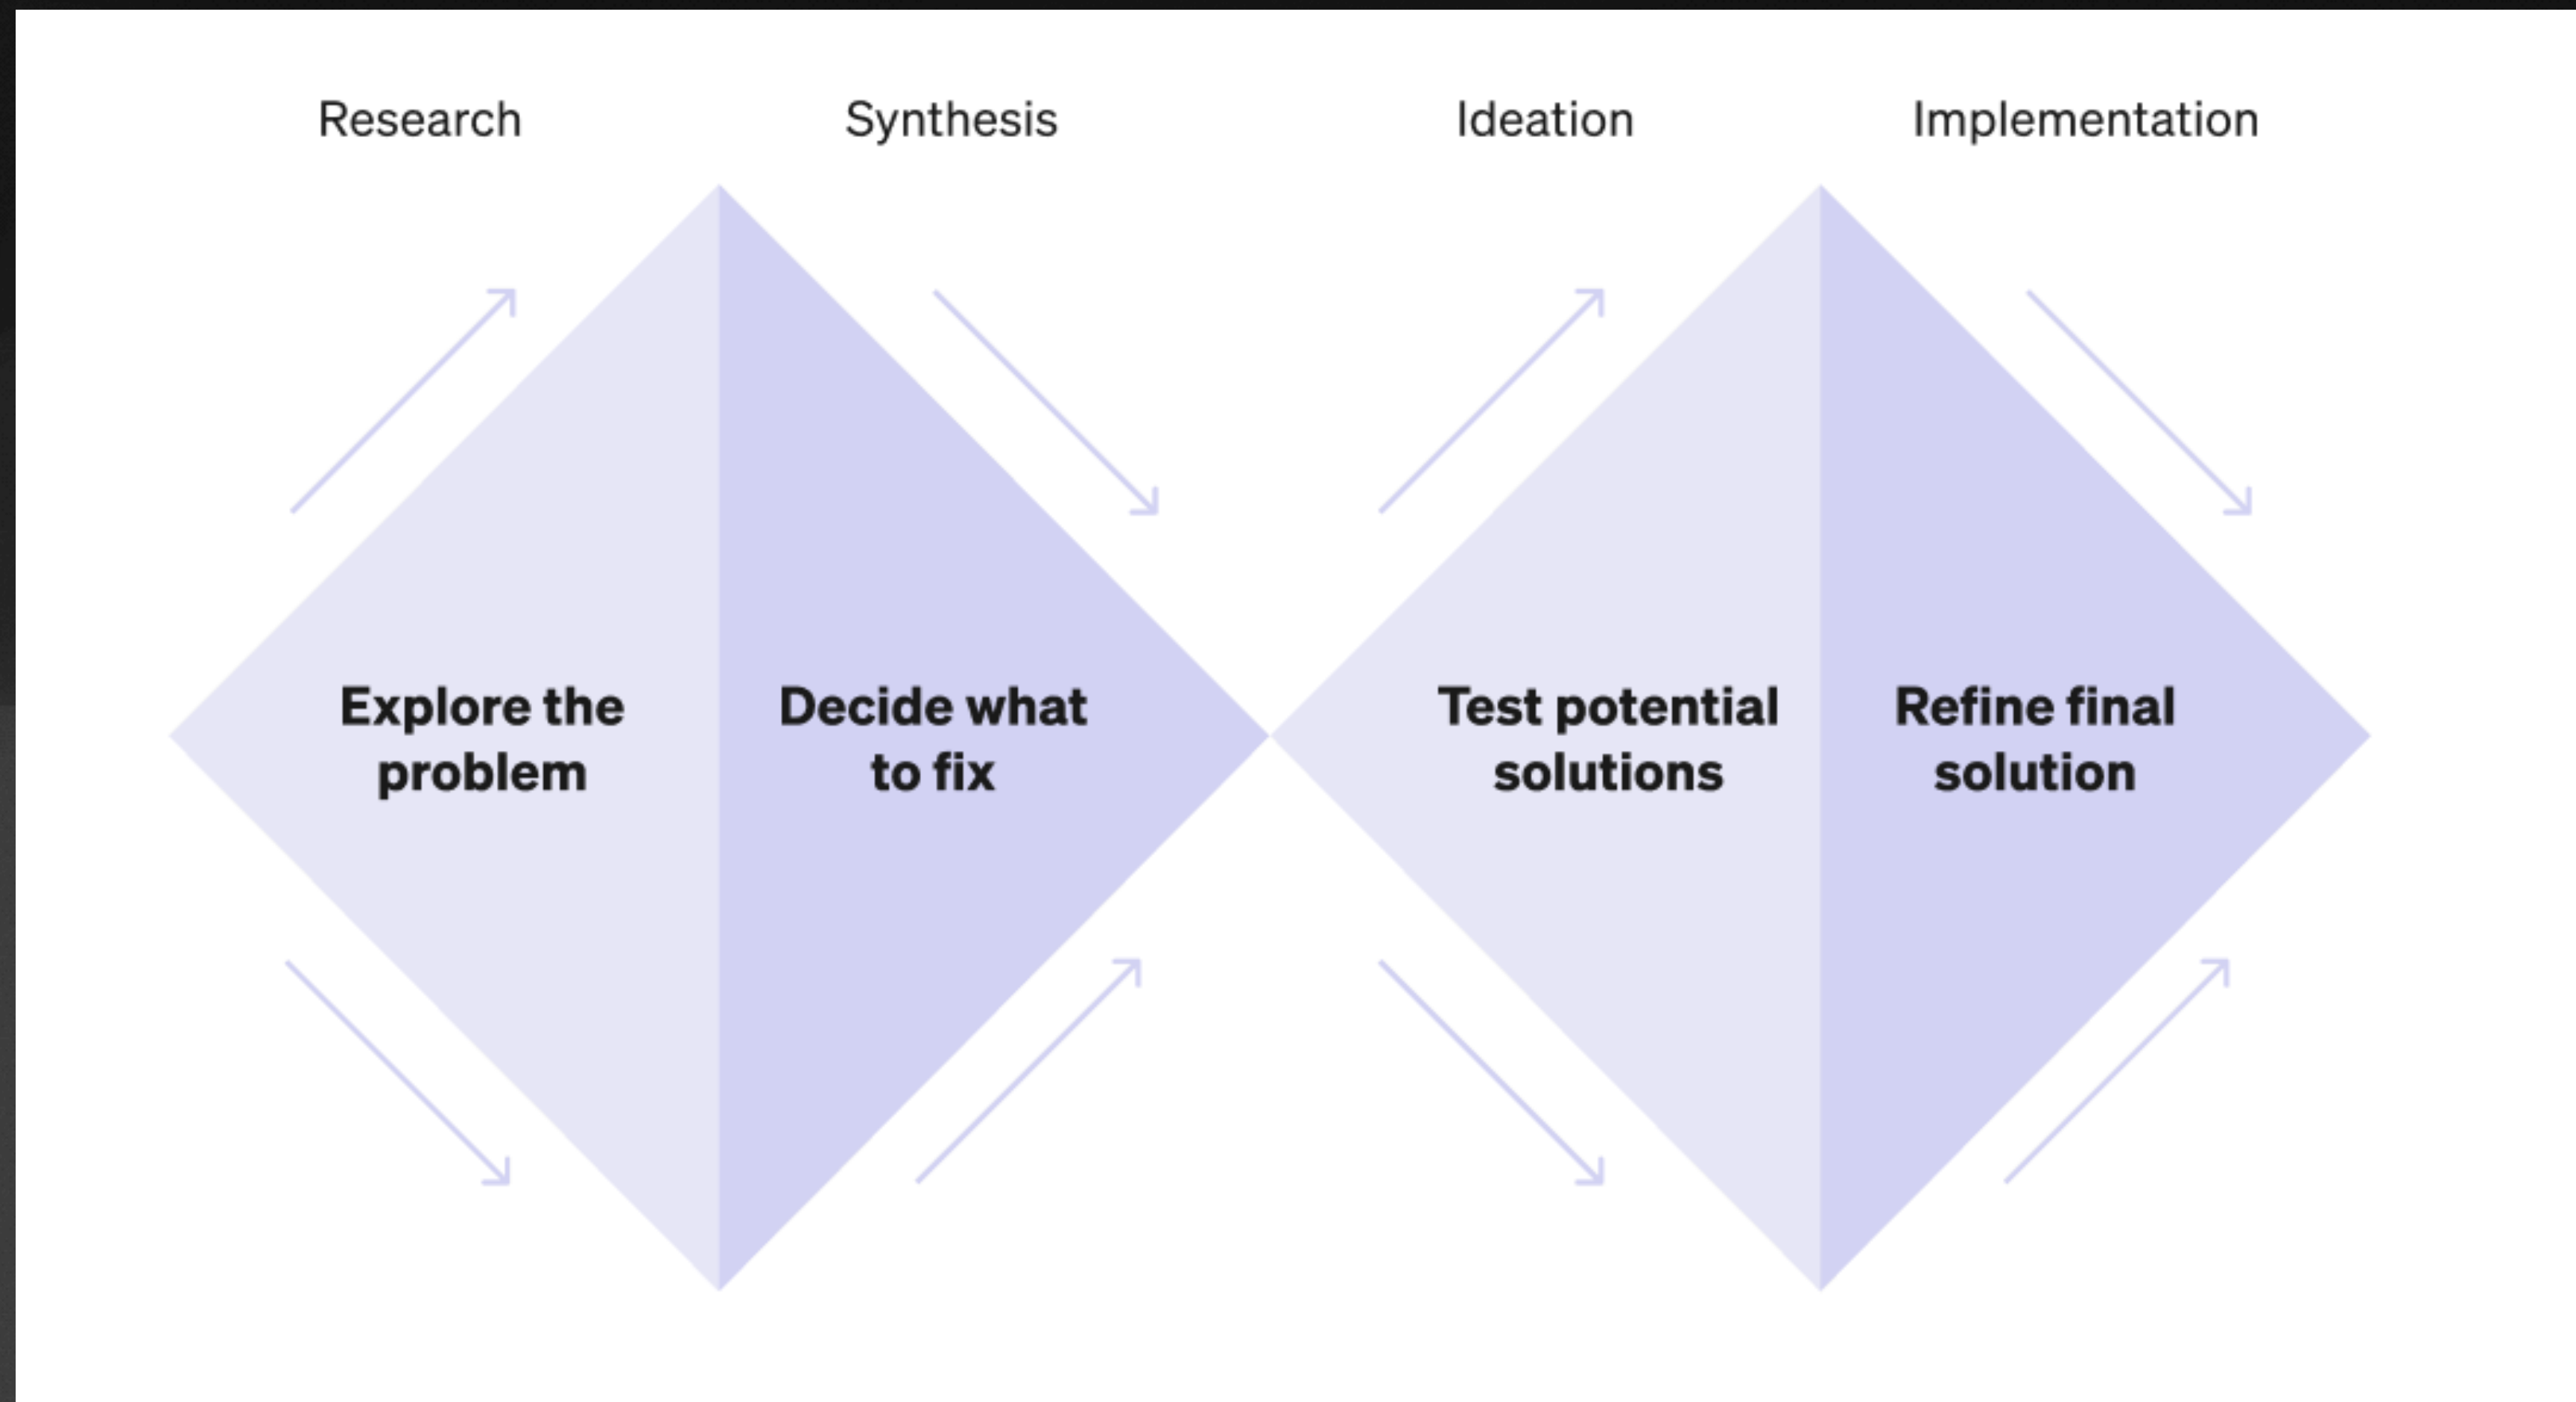 Research
Synthesis
Ideation
Implementation
Explore the
problem
Decide what
to fix
Test potential
solutions
Refine final
solution